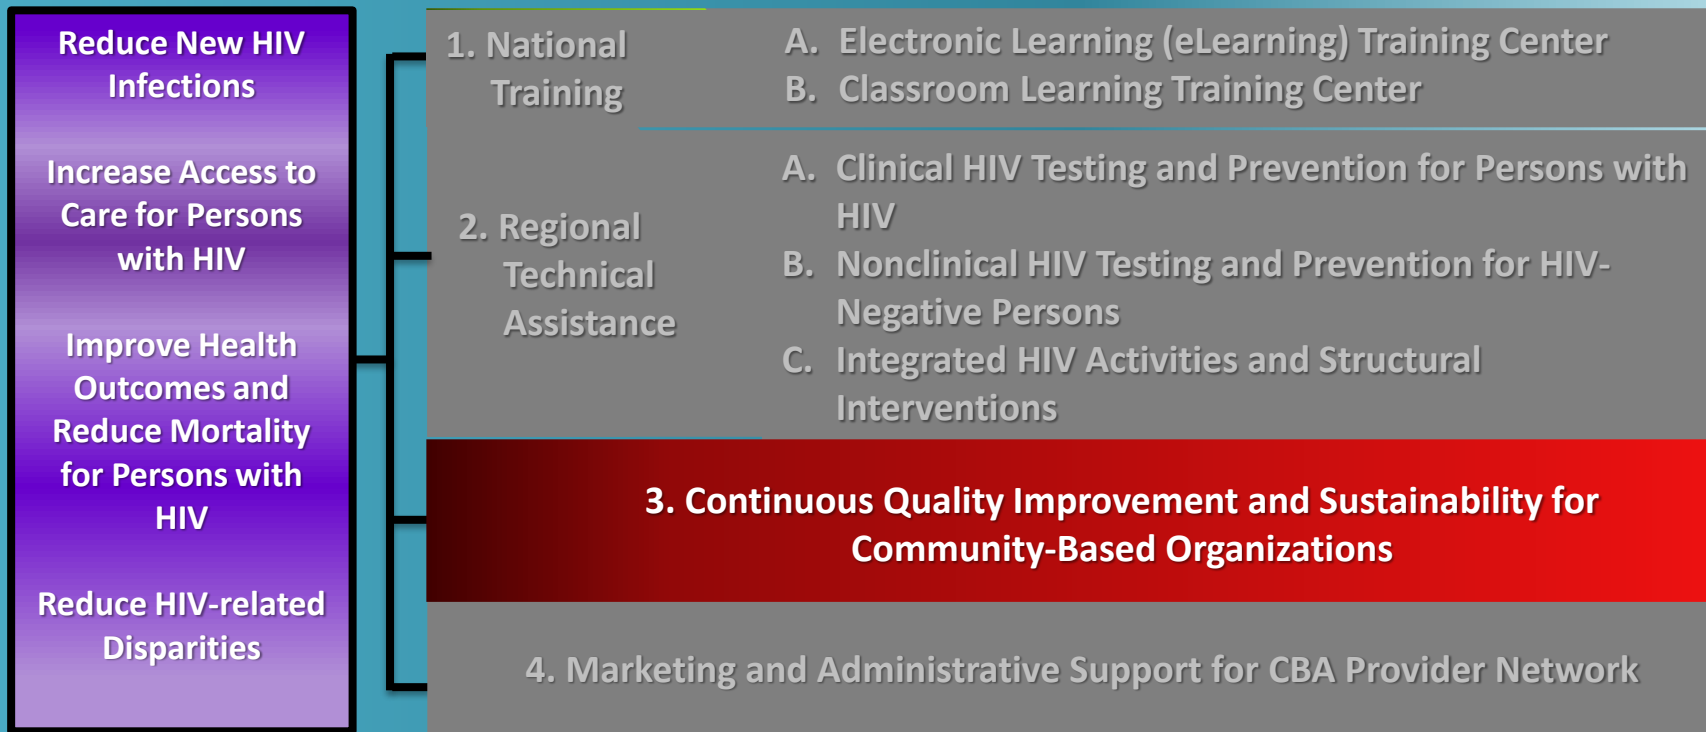 Reduce New HIV
Infections
Increase Access to
Care for Persons
with HIV
Improve Health
Outcomes and
Reduce Mortality
for Persons with
HIV
Reduce HIV-related
Disparities
1. National
Training
A. Electronic Learning (eLearning) Training Center
B. Classroom Learning Training Center
2. Regional
Technical
Assistance
A. Clinical HIV Testing and Prevention for Persons with
HIV
B. Nonclinical HIV Testing and Prevention for HIV-
Negative Persons
C. Integrated HIV Activities and Structural
Interventions
3. Continuous Quality Improvement and Sustainability for
Community-Based Organizations
4. Marketing and Administrative Support for CBA Provider Network